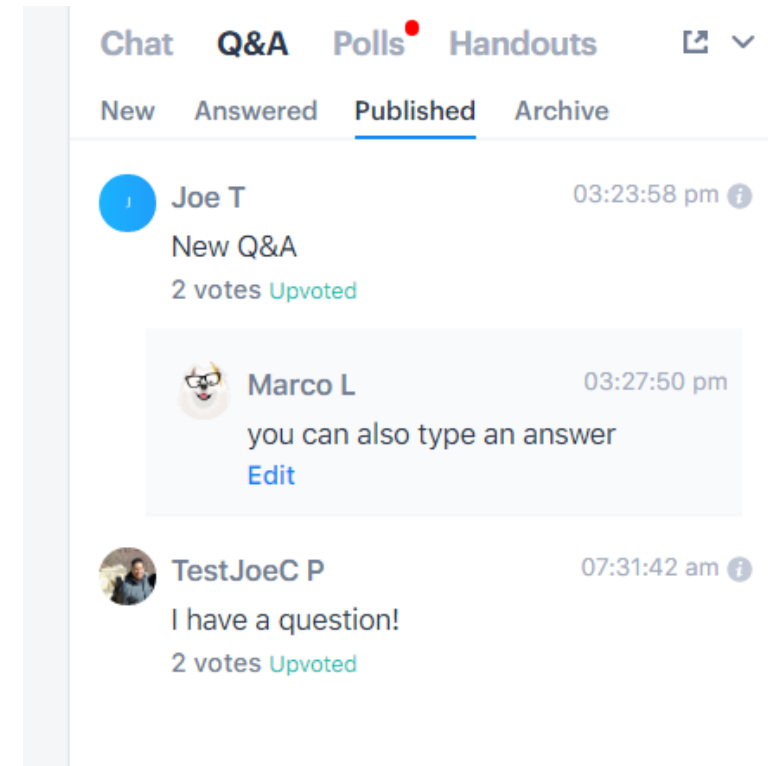 Chat Q&A Polls Handouts
New Answered Published Archive
J
Joe T 03:23:58 pm
New Q&A
2 votes Upvoted
Marco L 03:27:50 pm
you can also type an answer
Edit
TestJoeC P 07:31:42 am
I have a question!
2 votes Upvoted